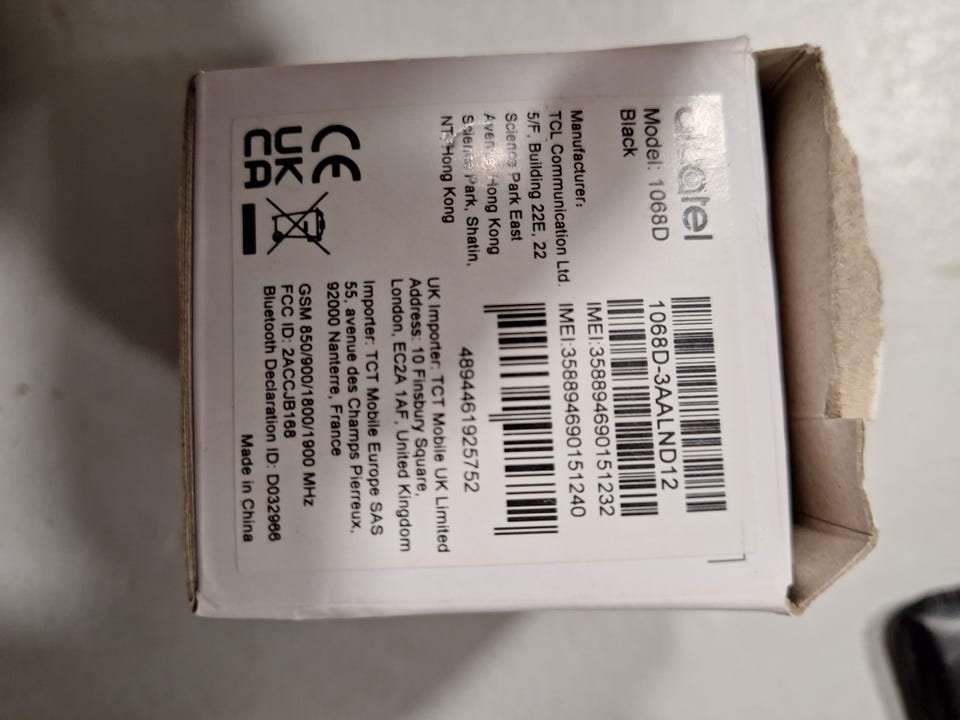 alcatel
Model: 1068D
Black
Manufacturer:
TCL Communication Ltd.
5/F, Building 22E, 22
Science Park East
Avenue, Hong Kong
Science Park, Shatin,
NT, Hong Kong
CE
UK
CA
1068D-3AALND12
IMEI:358894690151232
IMEI:358894690151240
4894461925752
UK Importer: TCT Mobile UK Limited
Address: 10 Finsbury Square,
London, EC2A 1AF, United Kingdom
Importer: TCT Mobile Europe SAS
55, avenue des Champs Pierreux,
92000 Nanterre, France
GSM 850/900/1800/1900 MHz
FCC ID: 2ACCJB168
Bluetooth Declaration ID: D032966
Made in China